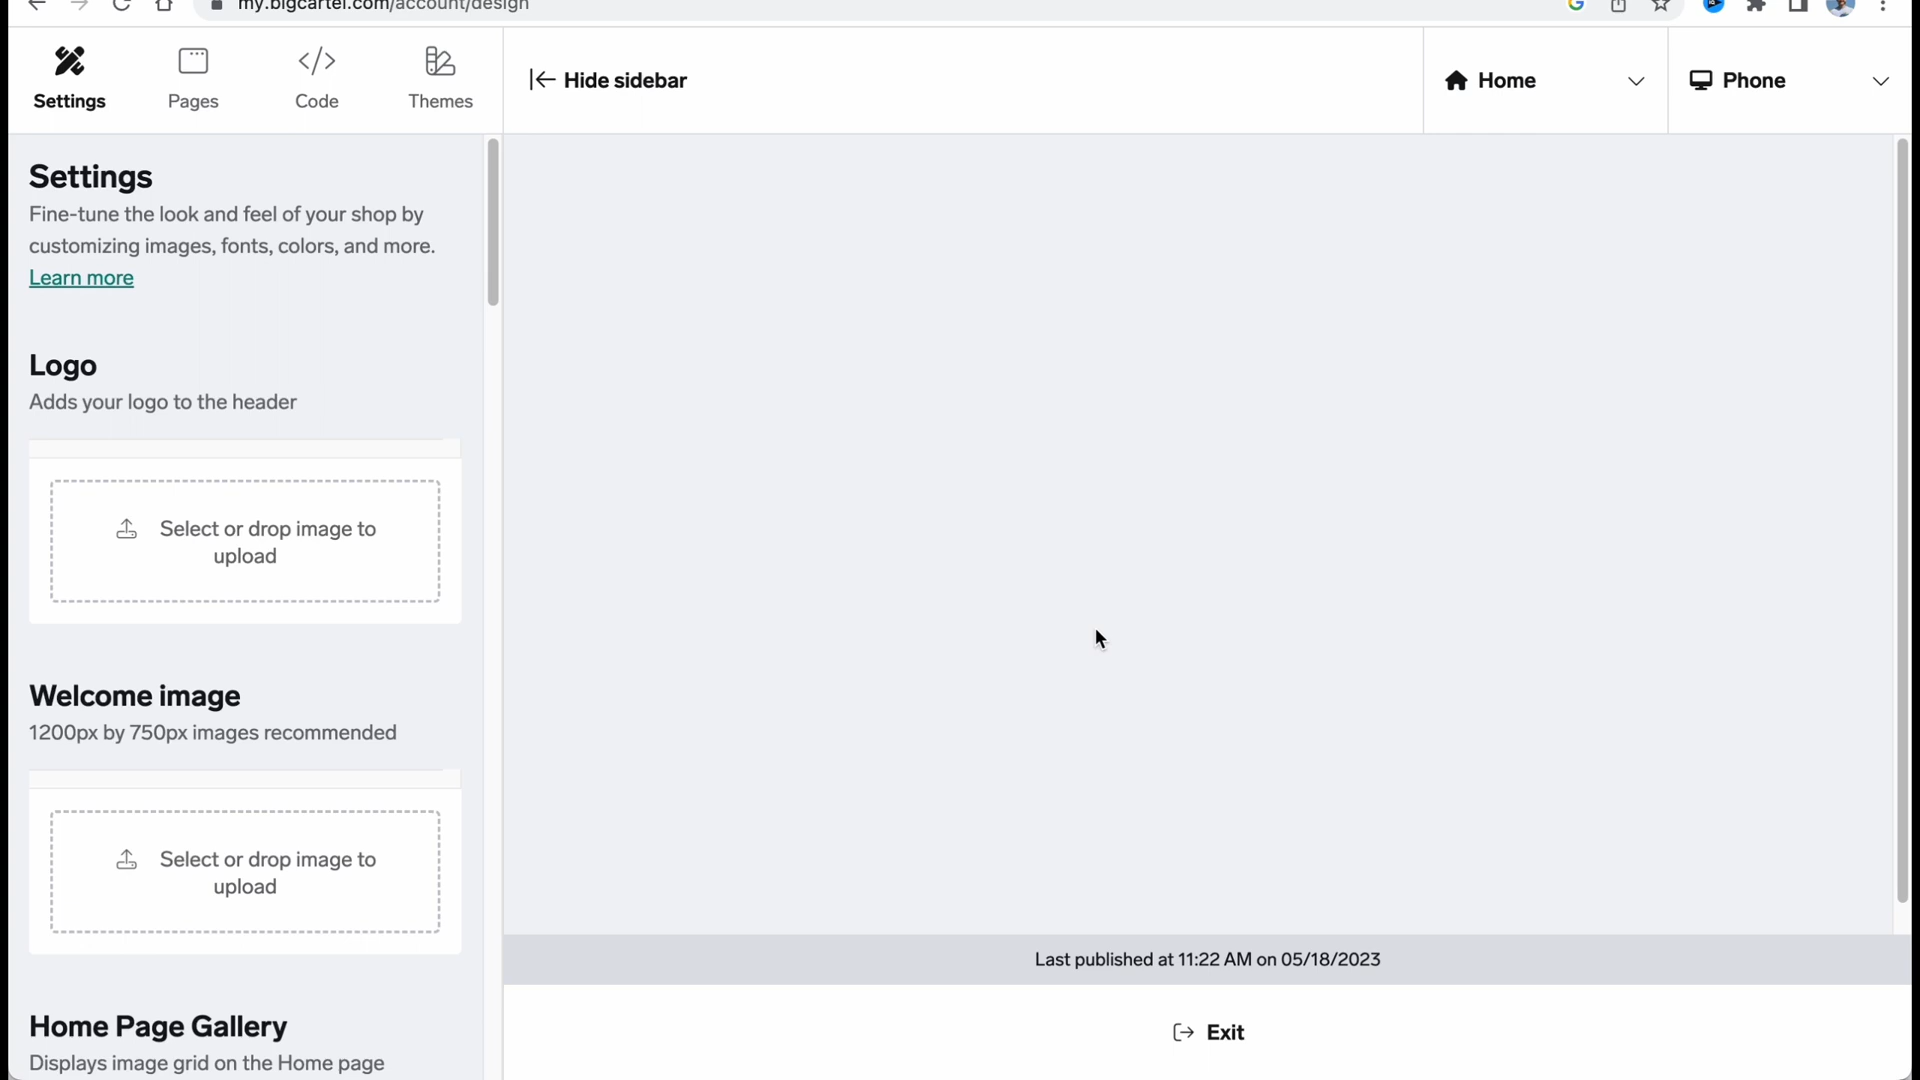 my.bigcartel.com/account/design
Settings
Pages
Code
Themes
Hide sidebar
Home
Phone
Settings
Fine-tune the look and feel of your shop by
customizing images, fonts, colors, and more.
Learn more
Logo
Adds your logo to the header
Select or drop image to
upload
Welcome image
1200px by 750px images recommended
Select or drop image to
upload
Home Page Gallery
Displays image grid on the Home page
Last published at 11:22 AM on 05/18/2023
Exit